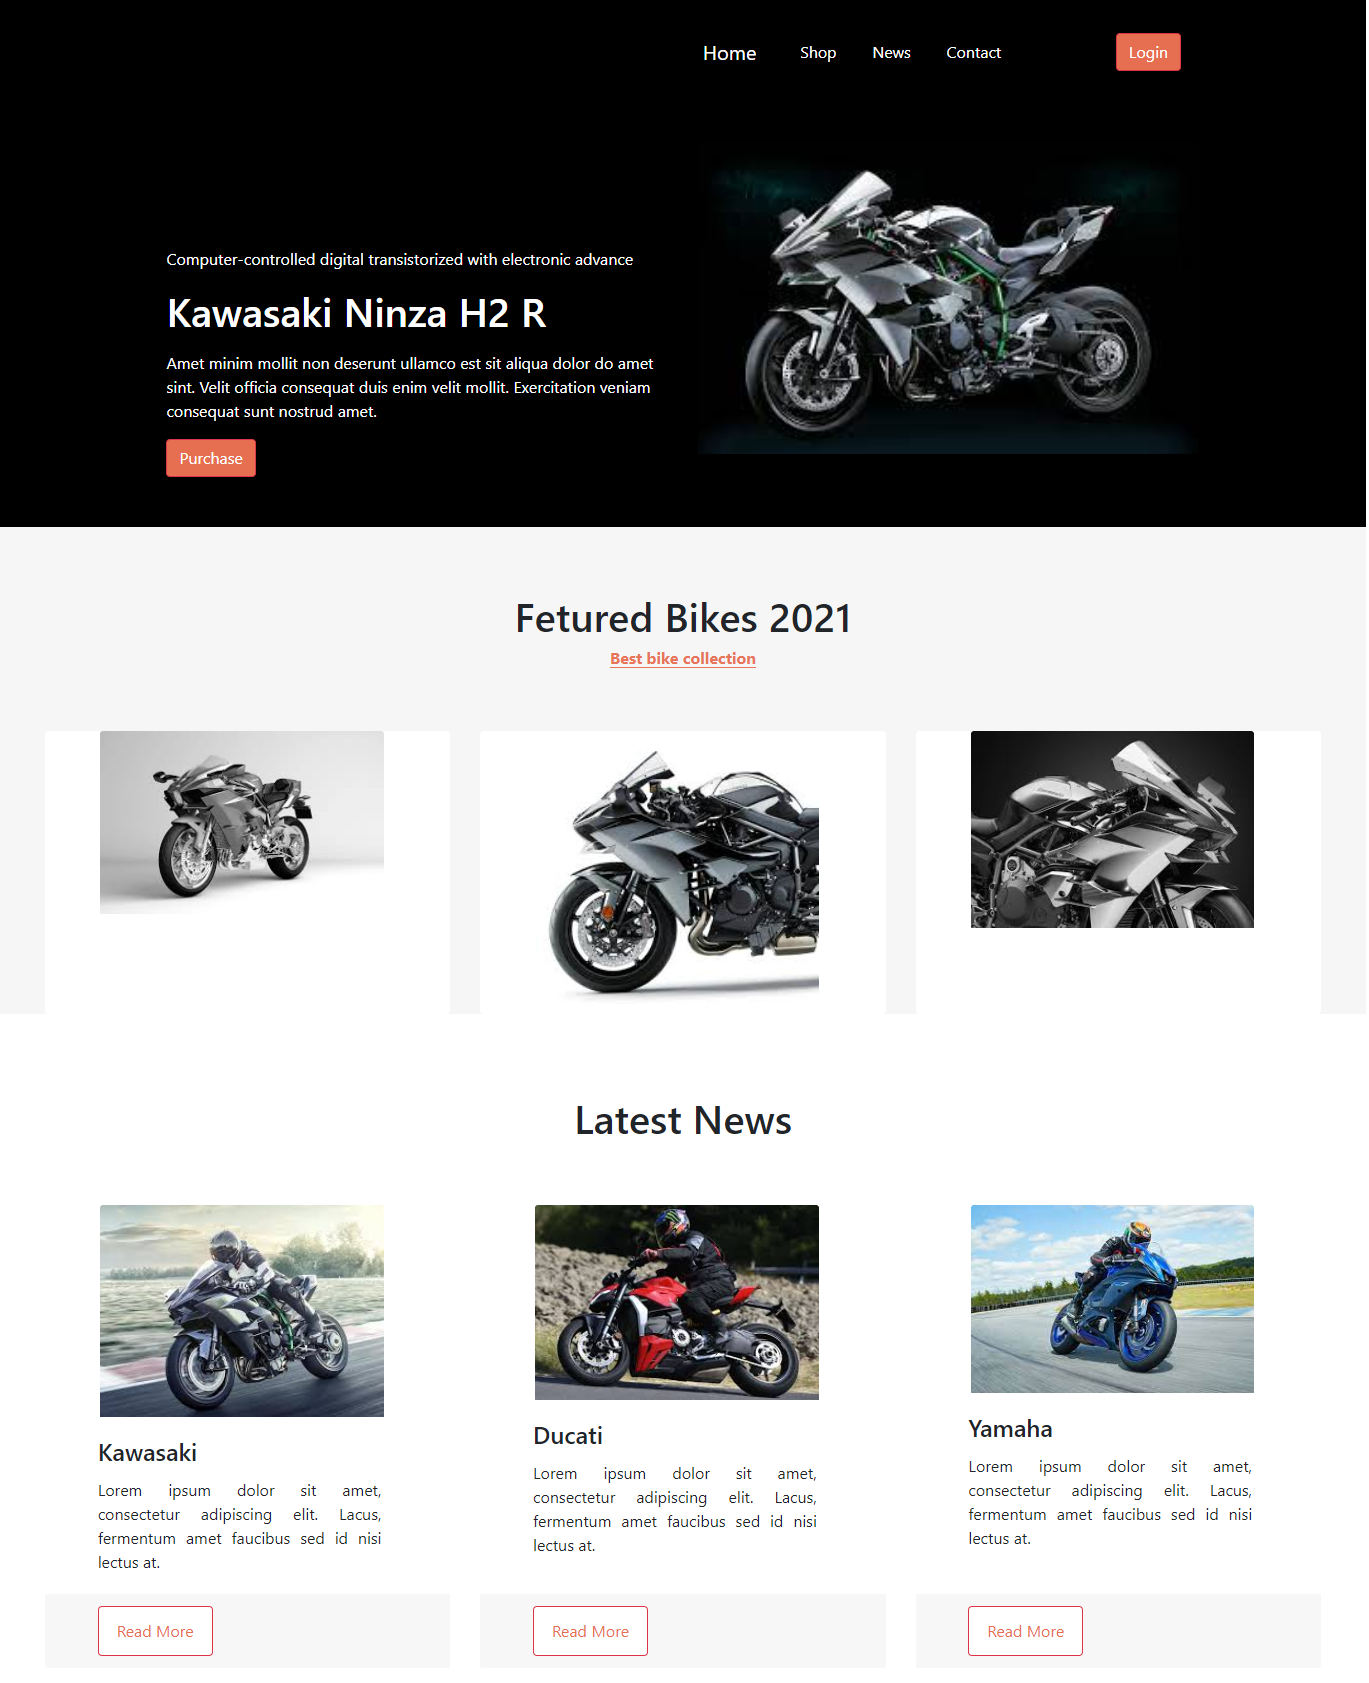 Home Shop News Contact Login
Computer-controlled digital transistorized with electronic advance
Kawasaki Ninza H2 R
Amet minim mollit non deserunt ullamco est sit aliqua dolor do amet
sint. Velit officia consequat duis enim velit mollit. Exercitation veniam
consequat sunt nostrud amet.
Purchase
Fetured Bikes 2021
Best bike collection
Latest News
Kawasaki
Lorem ipsum dolor sit amet,
consectetur adipiscing elit. Lacus,
fermentum amet faucibus sed id nisi
lectus at.
Read More
Ducati
Lorem ipsum dolor sit amet,
consectetur adipiscing elit. Lacus,
fermentum amet faucibus sed id nisi
lectus at.
Read More
Yamaha
Lorem ipsum dolor sit amet,
consectetur adipiscing elit. Lacus,
fermentum amet faucibus sed id nisi
lectus at.
Read More